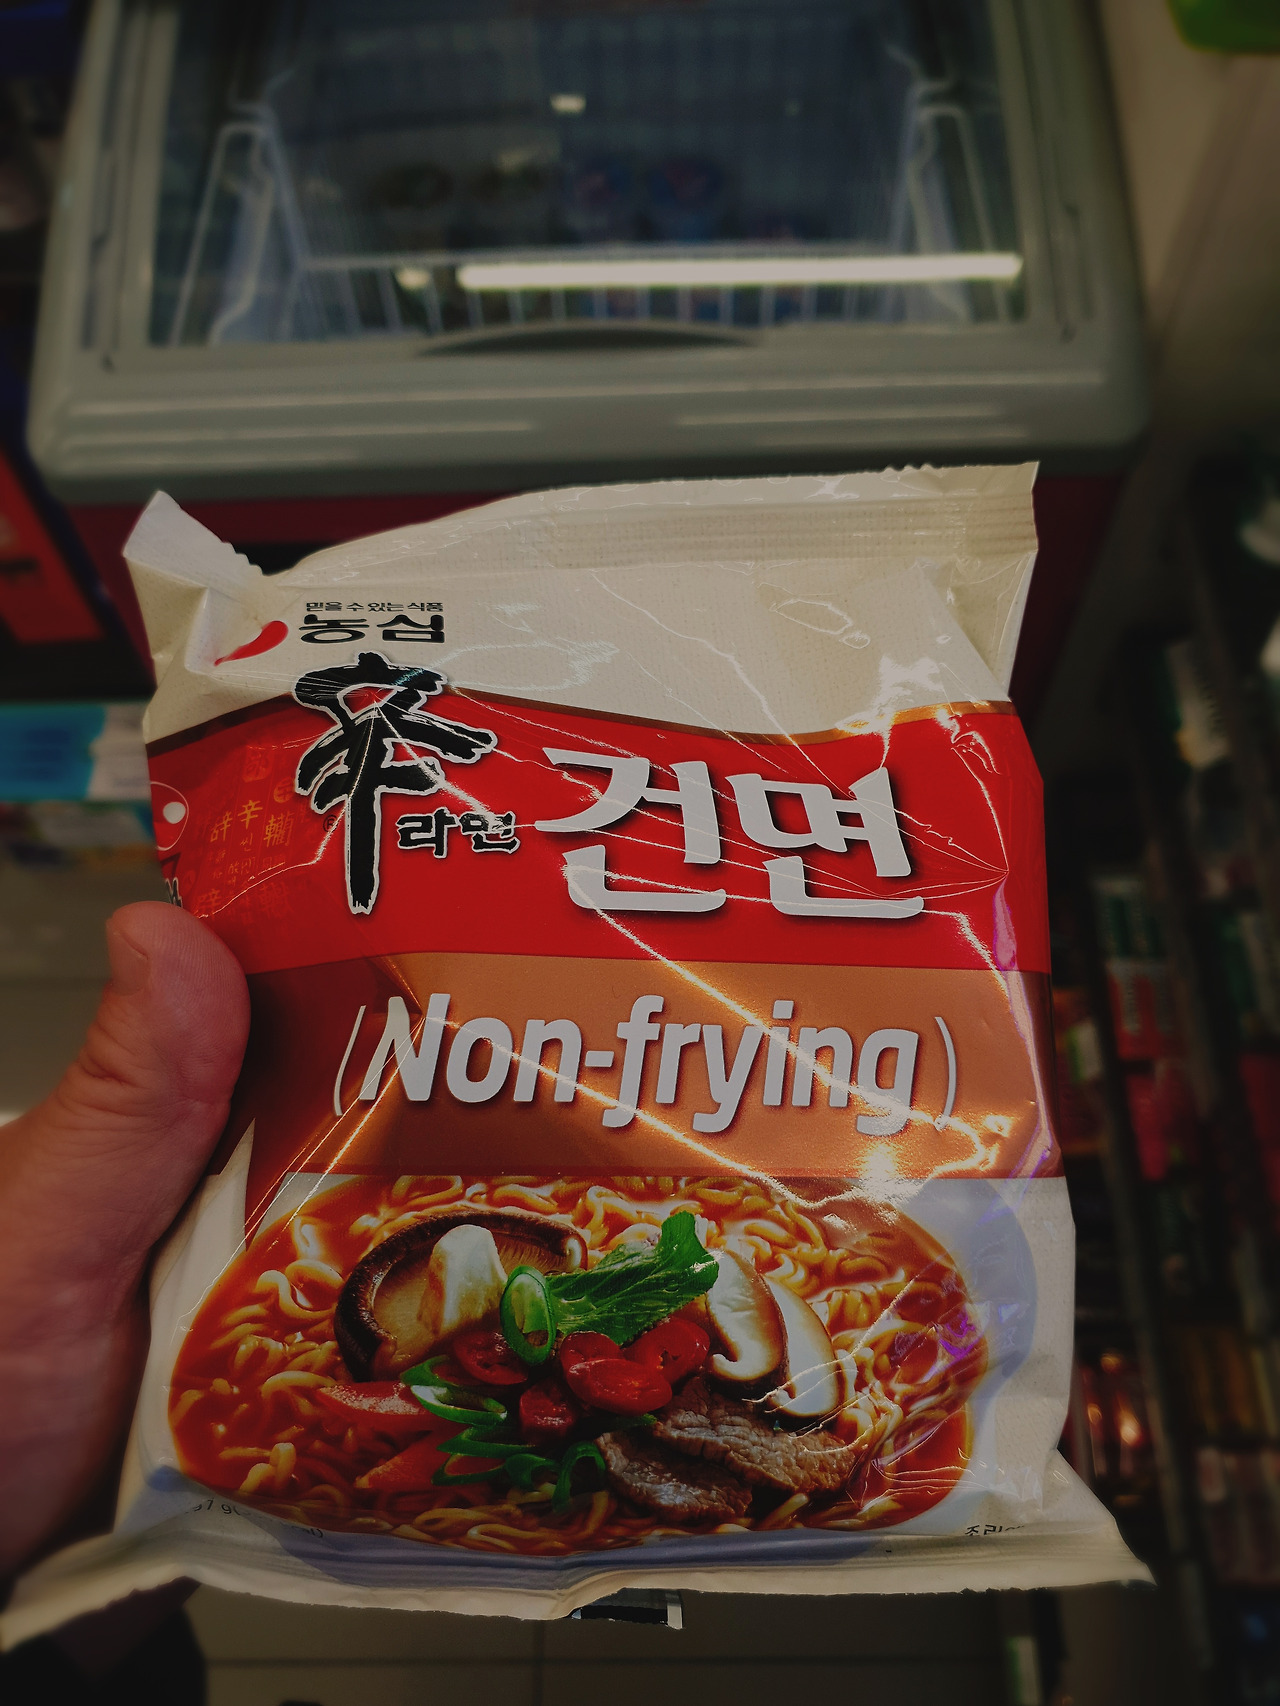 믿을 수 있는 식품
농심
辛라면 건면
(Non-frying)